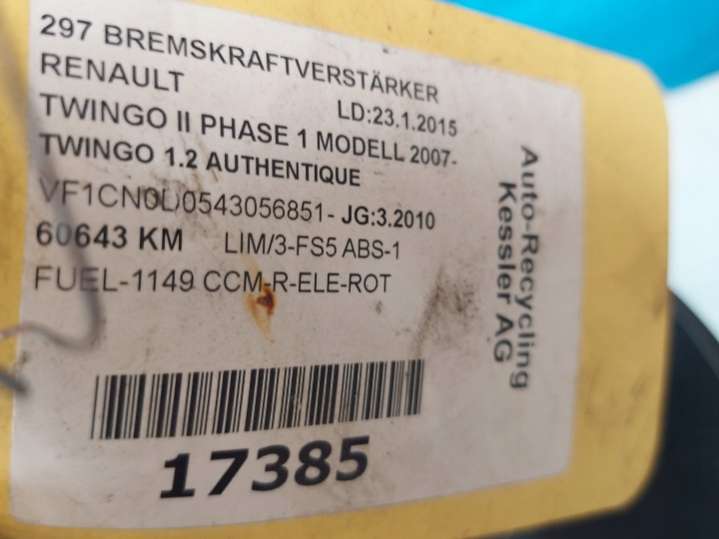 297 BREMSKRAFTVERSTÄRKER
RENAULT LD:23.1.2015
TWINGO II PHASE 1 MODELL 2007-
TWINGO 1.2 AUTHENTIQUE
VF1CN0D0543056851- JG:3.2010
60643 KM LIM/3-FS5 ABS-1
FUEL-1149 CCM-R-ELE-ROT
17385
Auto-Recycling
Kessler AG